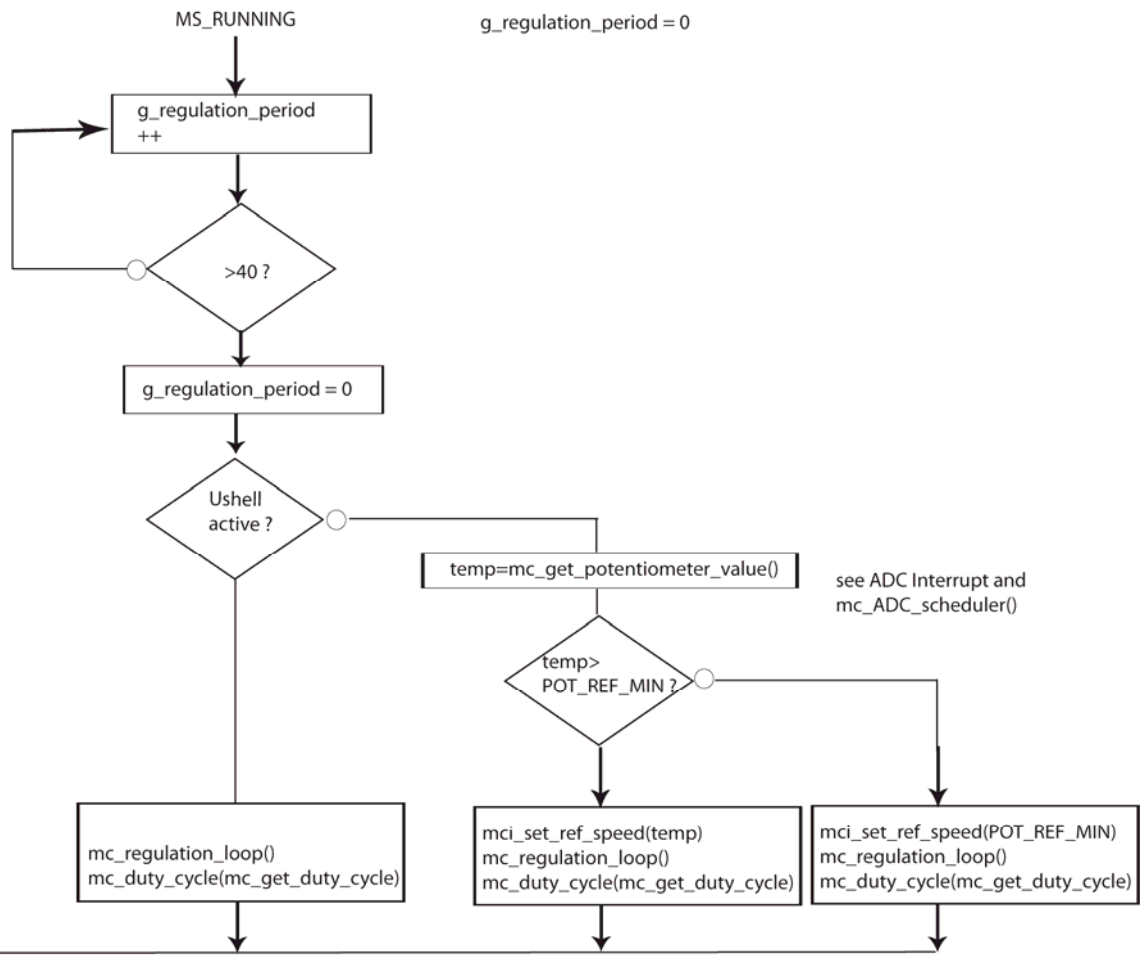 MS_RUNNING
g_regulation_period = 0
g_regulation_period
++
>40 ?
g_regulation_period = 0
Ushell
active ?
temp=mc_get_potentiometer_value()
see ADC Interrupt and
mc_ADC_scheduler()
temp>
POT_REF_MIN ?
mc_regulation_loop()
mc_duty_cycle(mc_get_duty_cycle)
mci_set_ref_speed(temp)
mc_regulation_loop()
mc_duty_cycle(mc_get_duty_cycle)
mci_set_ref_speed(POT_REF_MIN)
mc_regulation_loop()
mc_duty_cycle(mc_get_duty_cycle)